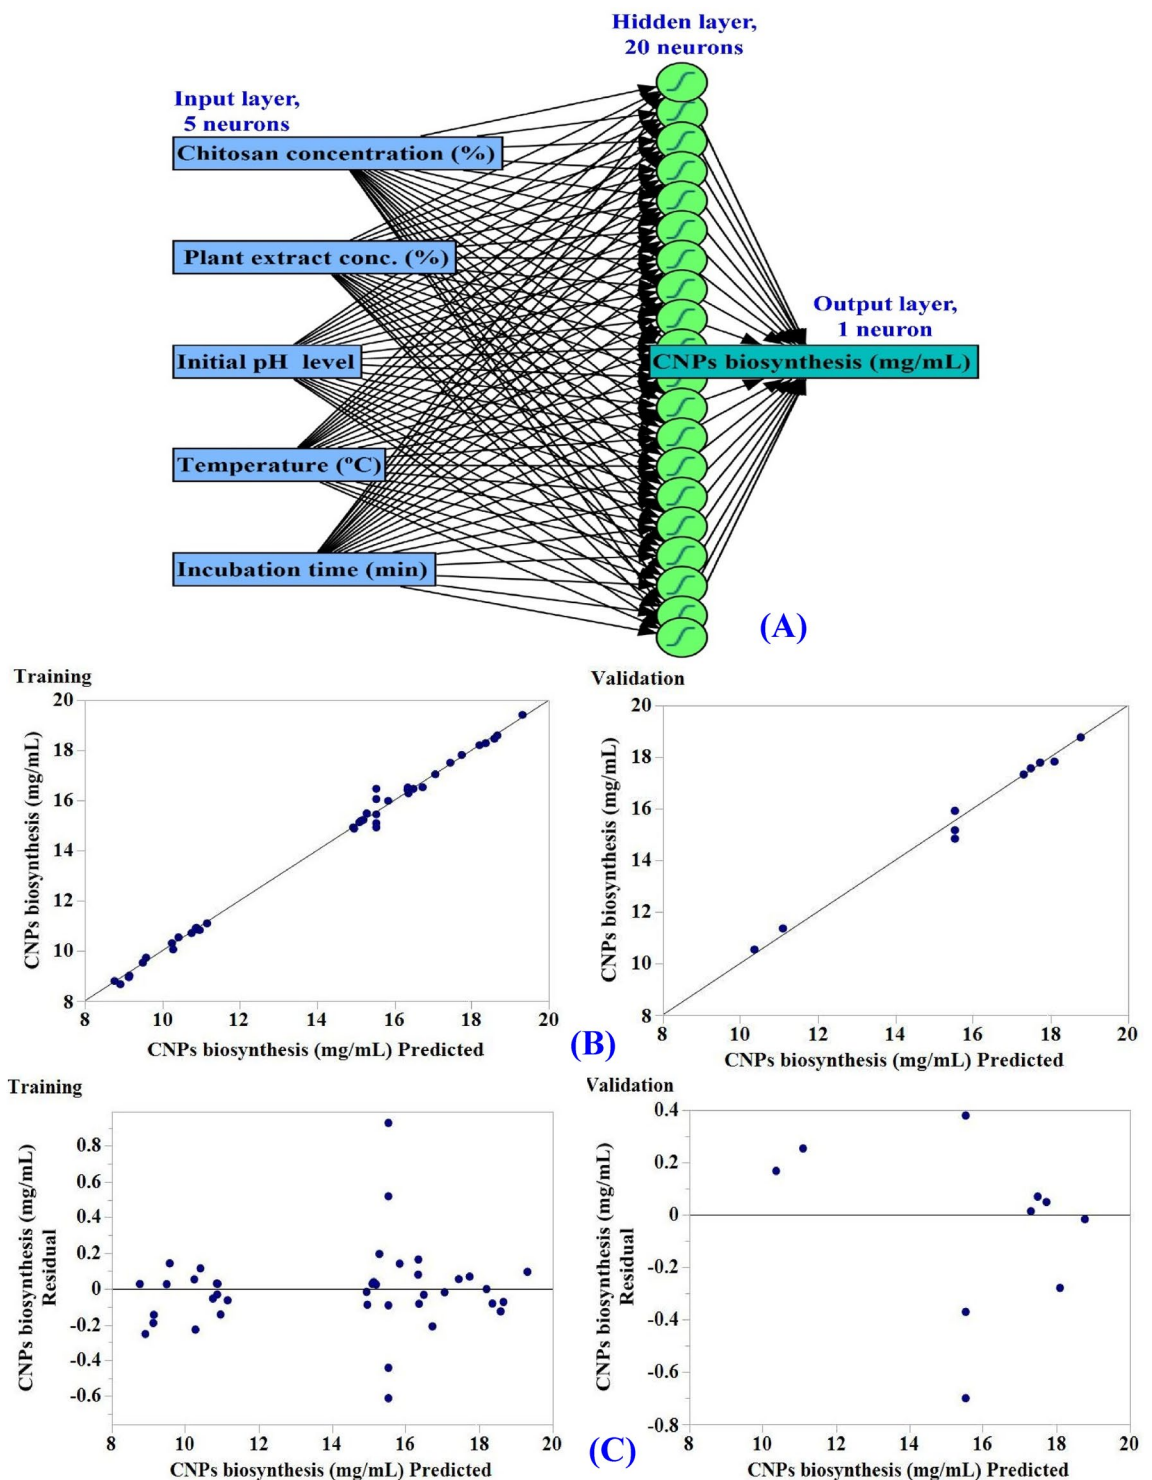 Hidden layer,
20 neurons
Input layer,
5 neurons
Chitosan concentration (%)
Plant extract conc. (%)
Initial pH level
Temperature (ºC)
Incubation time (min)
Output layer,
1 neuron
CNPs biosynthesis (mg/mL)
(A)
Training
CNPs biosynthesis (mg/mL)
20
18
16
14
12
10
8
8 10 12 14 16 18 20
CNPs biosynthesis (mg/mL) Predicted
Validation
CNPs biosynthesis (mg/mL)
20
18
16
14
12
10
8
8 10 12 14 16 18 20
CNPs biosynthesis (mg/mL) Predicted
(B)
Training
CNPs biosynthesis (mg/mL)
Residual
0.8
0.6
0.4
0.2
0
-0.2
-0.4
-0.6
8 10 12 14 16 18 20
CNPs biosynthesis (mg/mL) Predicted
Validation
CNPs biosynthesis (mg/mL)
Residual
0.4
0.2
0
-0.2
-0.4
-0.6
-0.8
8 10 12 14 16 18 20
CNPs biosynthesis (mg/mL) Predicted
(C)